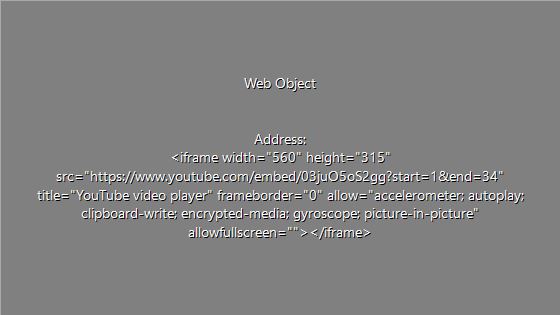 Web Object
Address:
<iframe width="560" height="315"
src="https://www.youtube.com/embed/03juO5oS2gg?start=1&end=34"
title="YouTube video player" frameborder="0" allow="accelerometer; autoplay;
clipboard-write; encrypted-media; gyroscope; picture-in-picture"
allowfullscreen=""></iframe>